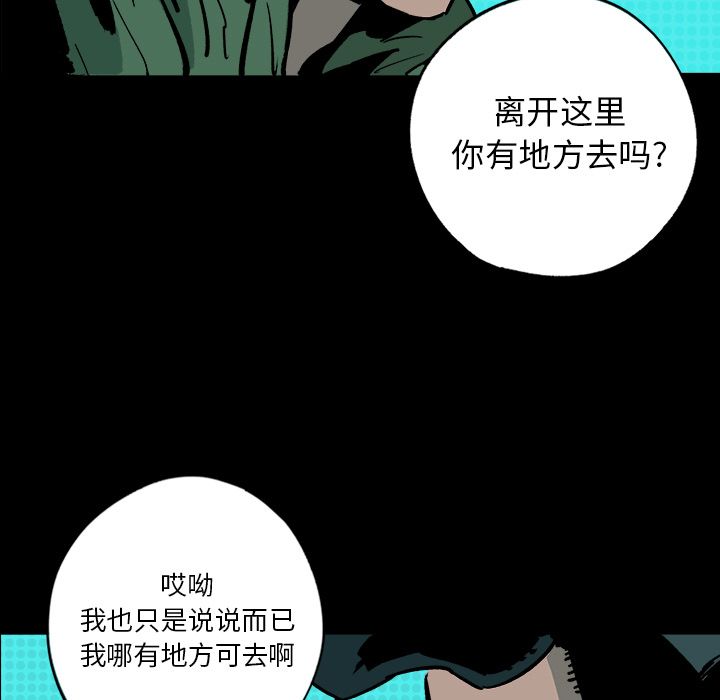 离开这里
你有地方去吗?
哎呦
我也只是说说而已
我哪有地方可去啊